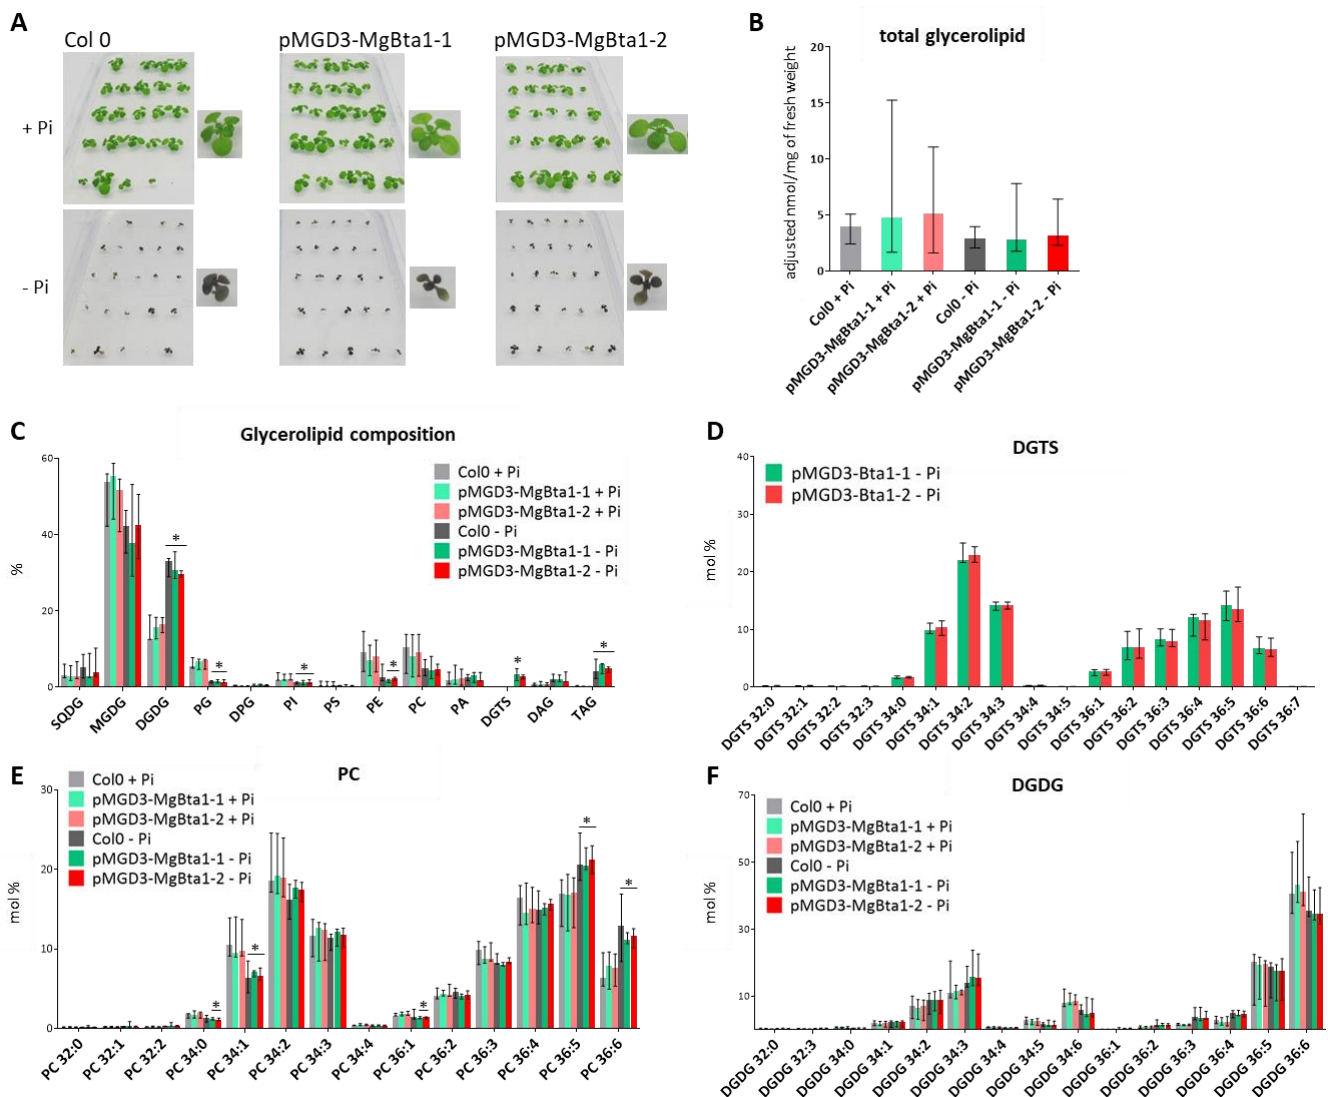 A
Col 0
pMGD3-MgBta1-1
pMGD3-MgBta1-2
+ Pi
- Pi
B
total glycerolipid
adjusted nmol/mg of fresh weight
20
15
10
5
0
Col0 + Pi
pMGD3-MgBta1-1 + Pi
pMGD3-MgBta1-2 + Pi
Col0 - Pi
pMGD3-MgBta1-1 - Pi
pMGD3-MgBta1-2 - Pi
C
Glycerolipid composition
%
60
40
20
0
Col0 + Pi
pMGD3-MgBta1-1 + Pi
pMGD3-MgBta1-2 + Pi
Col0 - Pi
pMGD3-MgBta1-1 - Pi
pMGD3-MgBta1-2 - Pi
*
*
*
*
*
*
SQDG
MGDG
DGDG
PG
DPG
PI
PS
PE
PC
PA
DGTS
DAG
TAG
D
DGTS
mol %
40
30
20
10
0
pMGD3-Bta1-1 - Pi
pMGD3-Bta1-2 - Pi
DGTS 32:0
DGTS 32:1
DGTS 32:2
DGTS 32:3
DGTS 34:0
DGTS 34:1
DGTS 34:2
DGTS 34:3
DGTS 34:4
DGTS 34:5
DGTS 36:1
DGTS 36:2
DGTS 36:3
DGTS 36:4
DGTS 36:5
DGTS 36:6
DGTS 36:7
E
PC
mol %
30
20
10
0
Col0 + Pi
pMGD3-MgBta1-1 + Pi
pMGD3-MgBta1-2 + Pi
Col0 - Pi
pMGD3-MgBta1-1 - Pi
pMGD3-MgBta1-2 - Pi
*
*
*
*
*
PC 32:0
PC 32:1
PC 32:2
PC 34:0
PC 34:1
PC 34:2
PC 34:3
PC 34:4
PC 36:1
PC 36:2
PC 36:3
PC 36:4
PC 36:5
PC 36:6
F
DGDG
mol %
70
50
30
10
Col0 + Pi
pMGD3-MgBta1-1 + Pi
pMGD3-MgBta1-2 + Pi
Col0 - Pi
pMGD3-MgBta1-1 - Pi
pMGD3-MgBta1-2 - Pi
DGDG 32:0
DGDG 32:3
DGDG 34:0
DGDG 34:1
DGDG 34:2
DGDG 34:3
DGDG 34:4
DGDG 34:5
DGDG 34:6
DGDG 36:1
DGDG 36:2
DGDG 36:3
DGDG 36:4
DGDG 36:5
DGDG 36:6